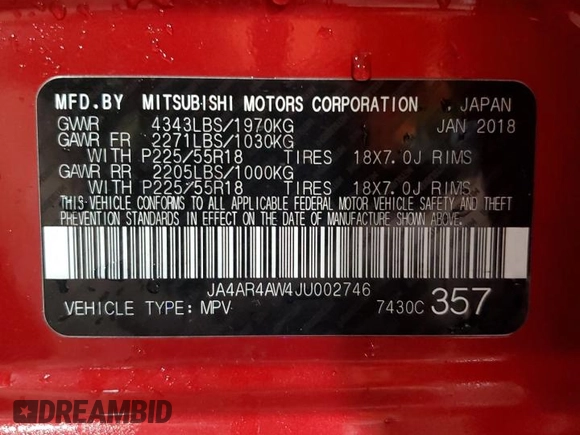 MFD.BY MITSUBISHI MOTORS CORPORATION , JAPAN
GVWR 4343LBS/1970KG JAN 2018
GAWR FR 2271LBS/1030KG
WITH P225/55R18 TIRES 18X7.0J RIMS
GAWR RR 2205LBS/1000KG
WITH P225/55R18 TIRES 18X7.0J RIMS
THIS VEHICLE CONFORMS TO ALL APPLICABLE FEDERAL MOTOR VEHICLE SAFETY AND THEFT
PREVENTION STANDARDS IN EFFECT ON THE DATE OF MANUFACTURE SHOWN ABOVE.
JA4AR4AW4JU002746
VEHICLE TYPE: MPV 7430C 357
DREAMBID